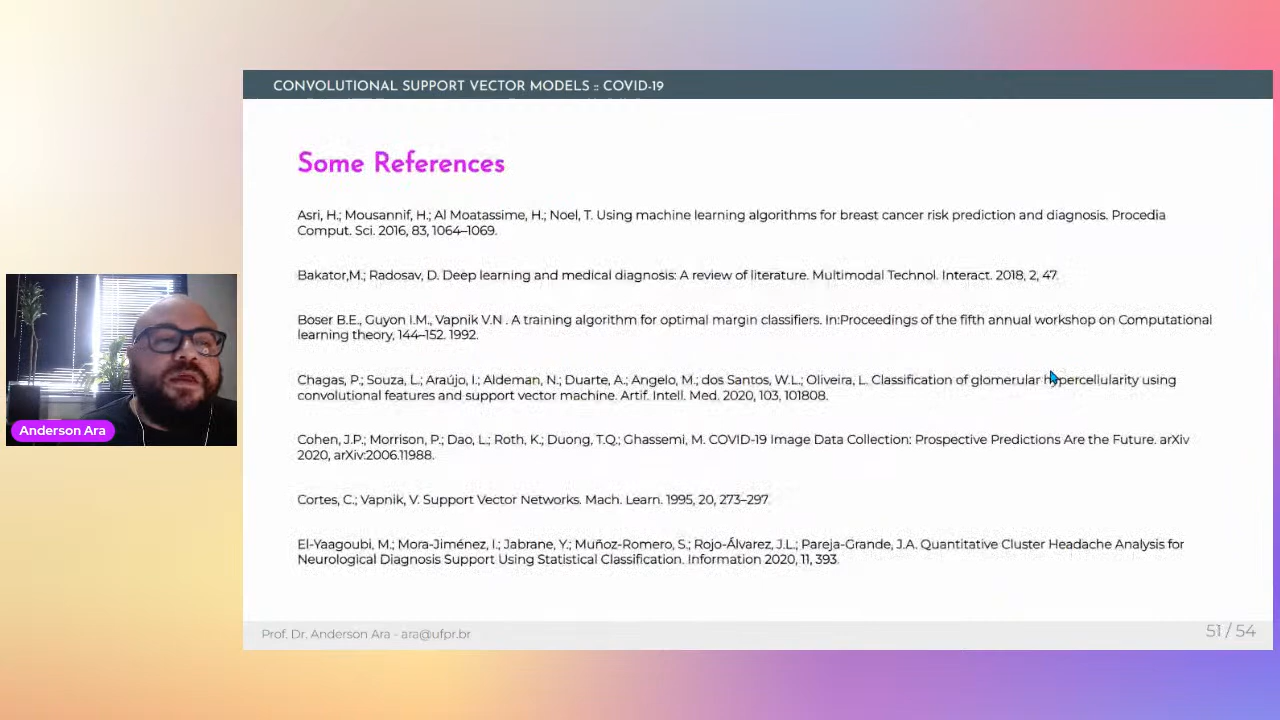 CONVOLUTIONAL SUPPORT VECTOR MODELS :: COVID-19
Some References
Asri, H.; Mousannif, H.; Al Moatassime, H.; Noel, T. Using machine learning algorithms for breast cancer risk prediction and diagnosis. Procedia
Comput. Sci. 2016, 83, 1064–1069.
Bakator,M.; Radosav, D. Deep learning and medical diagnosis: A review of literature. Multimodal Technol. Interact. 2018, 2, 47.
Boser B.E., Guyon I.M., Vapnik V.N . A training algorithm for optimal margin classifiers. In:Proceedings of the fifth annual workshop on Computational
learning theory, 144–152. 1992.
Chagas, P.; Souza, L.; Araújo, I.; Aldeman, N.; Duarte, A.; Angelo, M.; dos Santos, W.L.; Oliveira, L. Classification of glomerular hypercellularity using
convolutional features and support vector machine. Artif. Intell. Med. 2020, 103, 101808.
Cohen, J.P.; Morrison, P.; Dao, L.; Roth, K.; Duong, T.Q.; Ghassemi, M. COVID-19 Image Data Collection: Prospective Predictions Are the Future. arXiv
2020, arXiv:2006.11988.
Cortes, C.; Vapnik, V. Support Vector Networks. Mach. Learn. 1995, 20, 273–297
El-Yaagoubi, M.; Mora-Jiménez, I.; Jabrane, Y.; Muñoz-Romero, S.; Rojo-Álvarez, J.L.; Pareja-Grande, J.A. Quantitative Cluster Headache Analysis for
Neurological Diagnosis Support Using Statistical Classification. Information 2020, 11, 393.
Prof. Dr. Anderson Ara - ara@ufpr.br
51 / 54
Anderson Ara